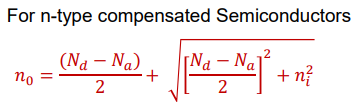 For n-type compensated Semiconductors
n₀ = (N_d − N_a)/2 + √([N_d − N_a / 2]² + n_i²)